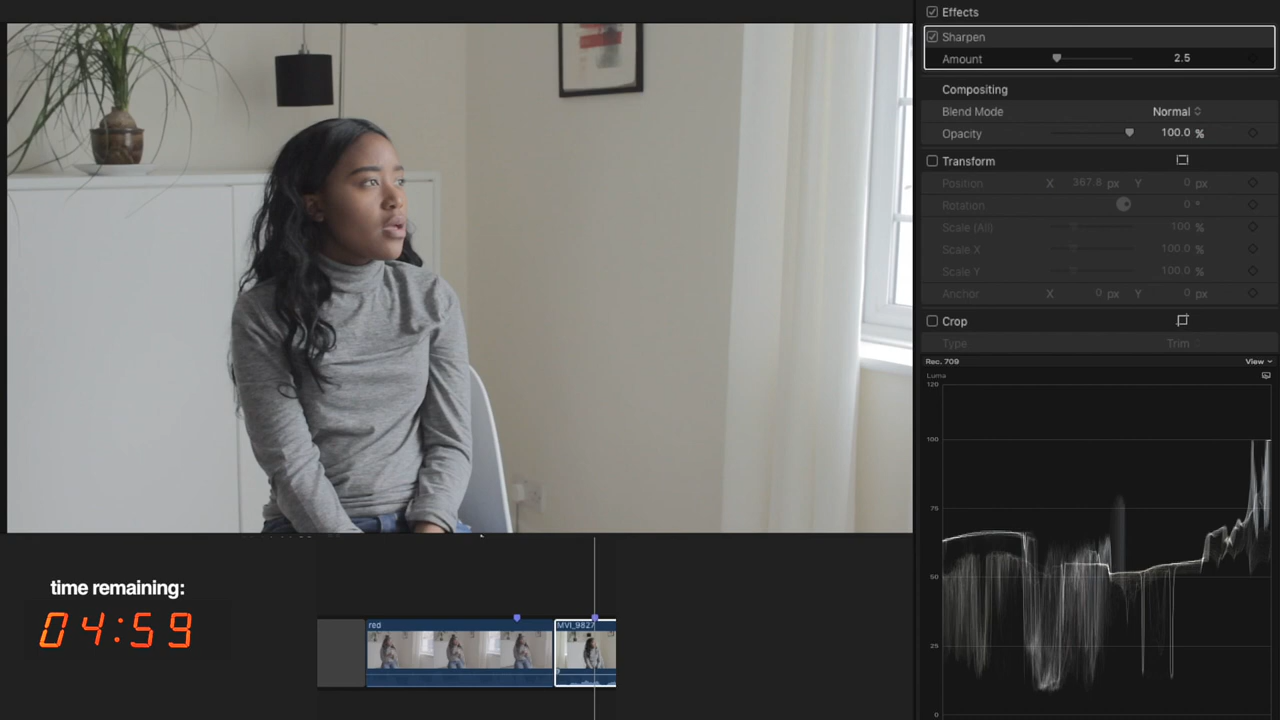 Effects
Sharpen
Amount 2.5
Compositing
Blend Mode Normal
Opacity 100.0 %
Transform
Position X 367.8 px Y 0 px
Rotation 0 °
Scale (All) 100 %
Scale X 100.0 %
Scale Y 100.0 %
Anchor X 0 px Y 0 px
Crop
Type Trim
Rec. 709 View
Luma
120
100
75
50
25
0
time remaining:
04:59
red
MVI_9827